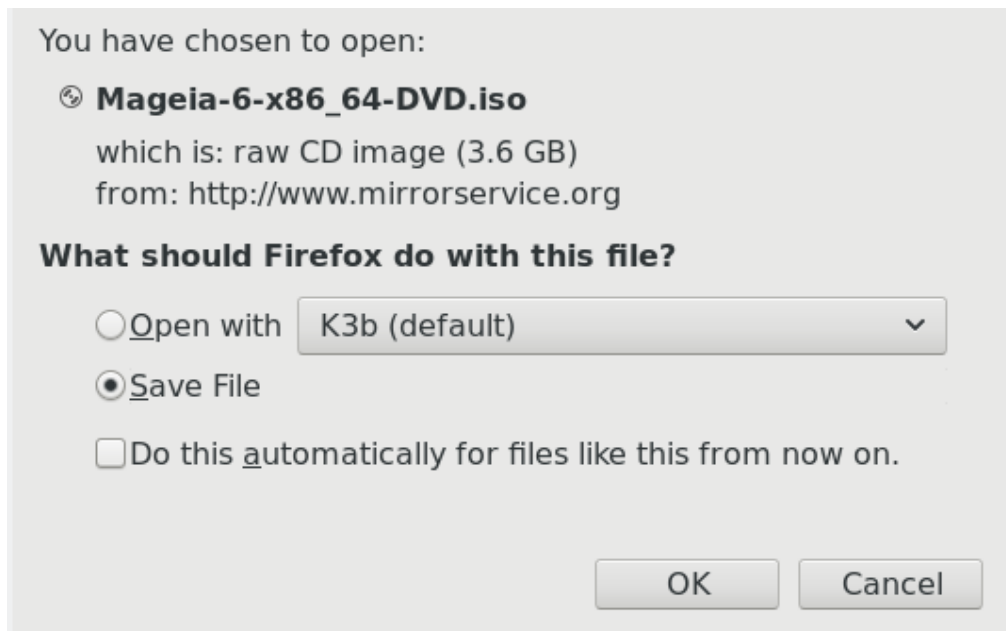 You have chosen to open:
Mageia-6-x86_64-DVD.iso
which is: raw CD image (3.6 GB)
from: http://www.mirrorservice.org
What should Firefox do with this file?
Open with K3b (default)
Save File
Do this automatically for files like this from now on.
OK Cancel